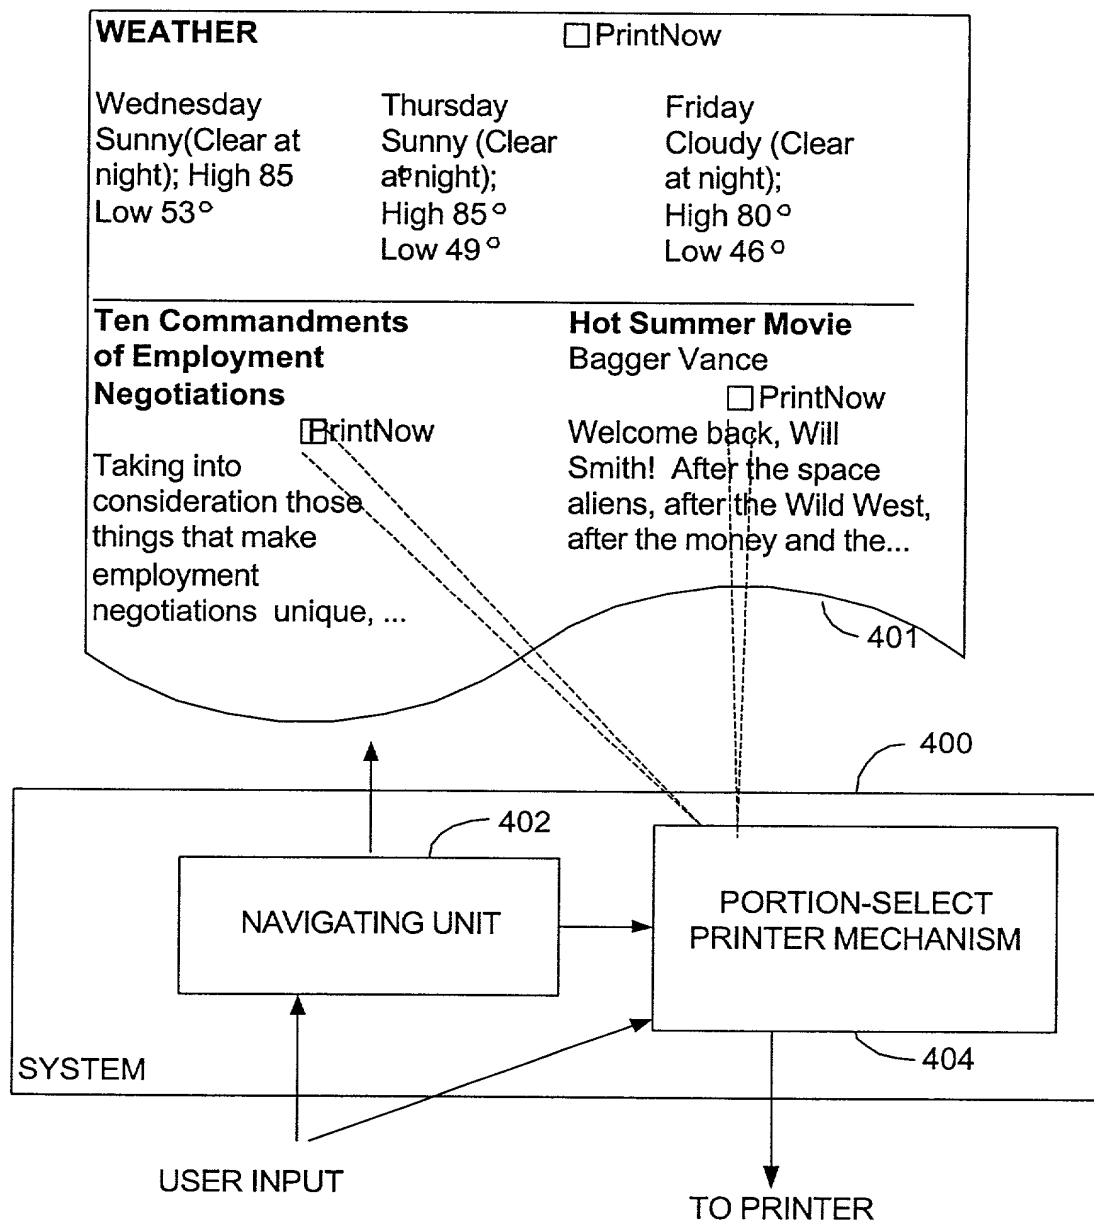 WEATHER
☐ PrintNow
Wednesday
Sunny(Clear at
night); High 85
Low 53°
Thursday
Sunny (Clear
at night);
High 85°
Low 49°
Friday
Cloudy (Clear
at night);
High 80°
Low 46°
Ten Commandments
of Employment
Negotiations
☐ PrintNow
Taking into
consideration those
things that make
employment
negotiations unique, ...
Hot Summer Movie
Bagger Vance
☐ PrintNow
Welcome back, Will
Smith! After the space
aliens, after the Wild West,
after the money and the...
401
400
402
NAVIGATING UNIT
PORTION-SELECT
PRINTER MECHANISM
404
SYSTEM
USER INPUT
TO PRINTER